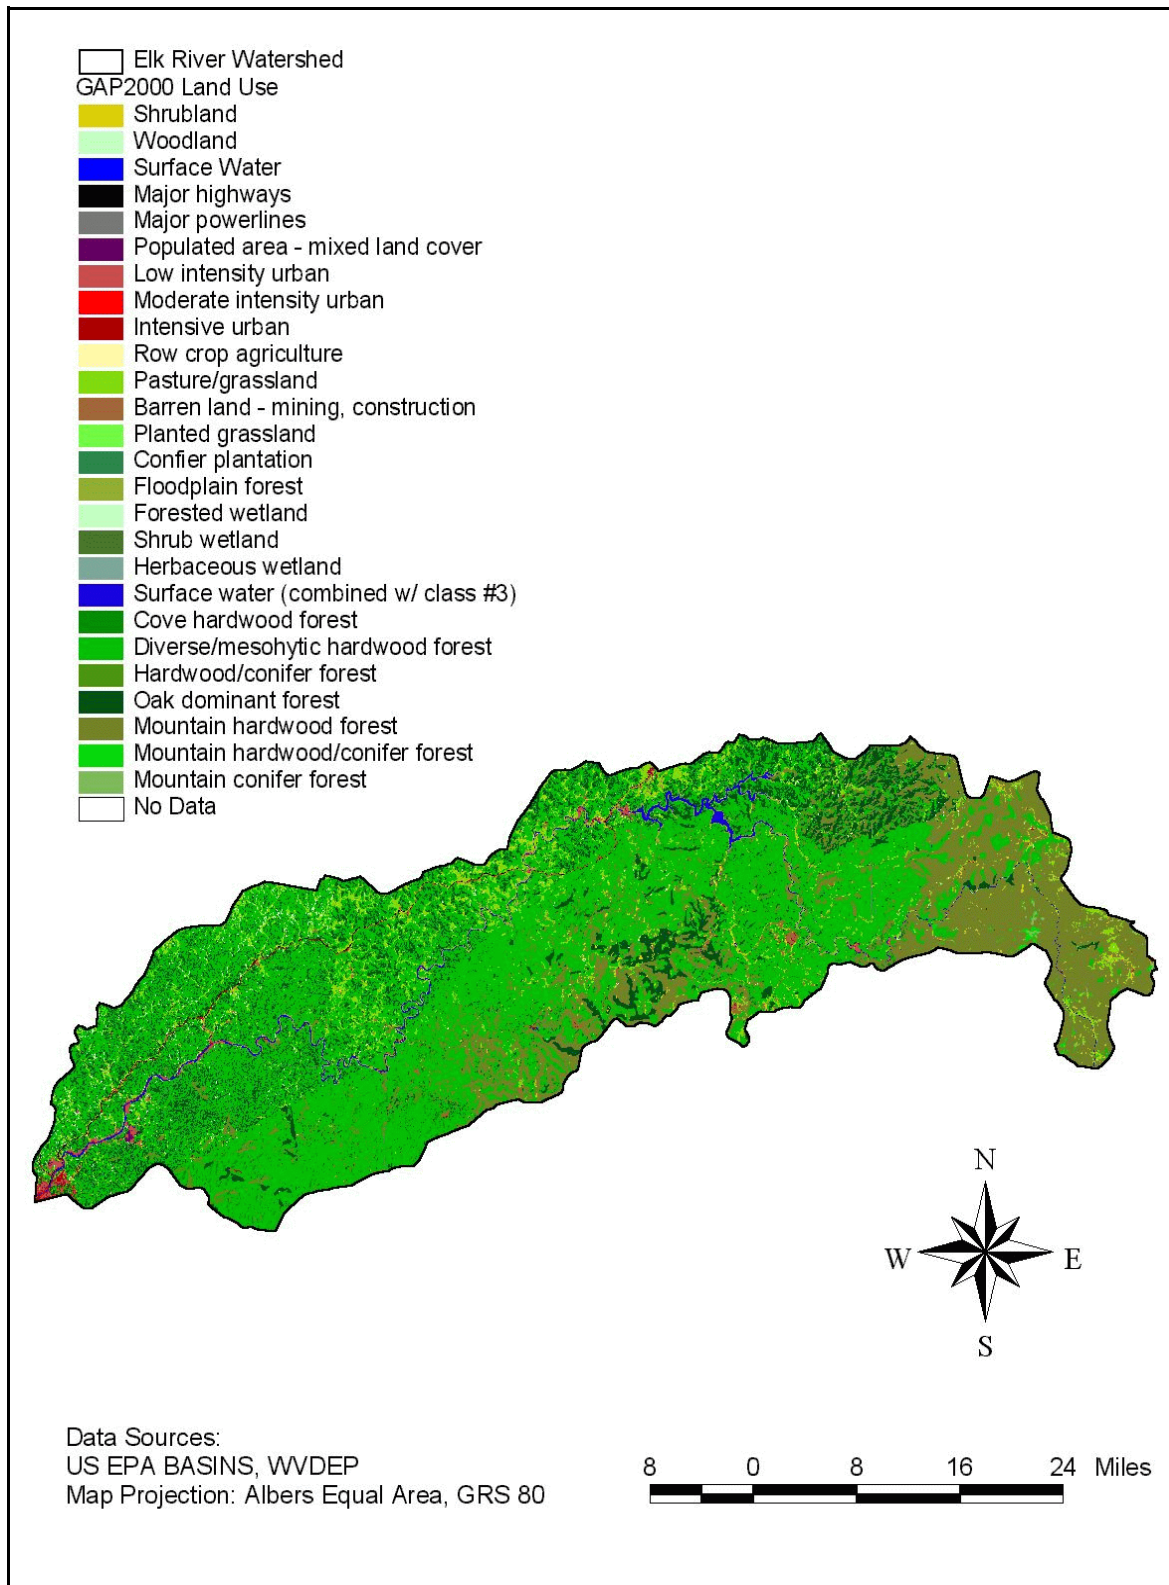 Elk River Watershed
GAP2000 Land Use
Shrubland
Woodland
Surface Water
Major highways
Major powerlines
Populated area - mixed land cover
Low intensity urban
Moderate intensity urban
Intensive urban
Row crop agriculture
Pasture/grassland
Barren land - mining, construction
Planted grassland
Confier plantation
Floodplain forest
Forested wetland
Shrub wetland
Herbaceous wetland
Surface water (combined w/ class #3)
Cove hardwood forest
Diverse/mesohytic hardwood forest
Hardwood/conifer forest
Oak dominant forest
Mountain hardwood forest
Mountain hardwood/conifer forest
Mountain conifer forest
No Data
N
W E
S
Data Sources:
US EPA BASINS, WVDEP
Map Projection: Albers Equal Area, GRS 80
8 0 8 16 24 Miles